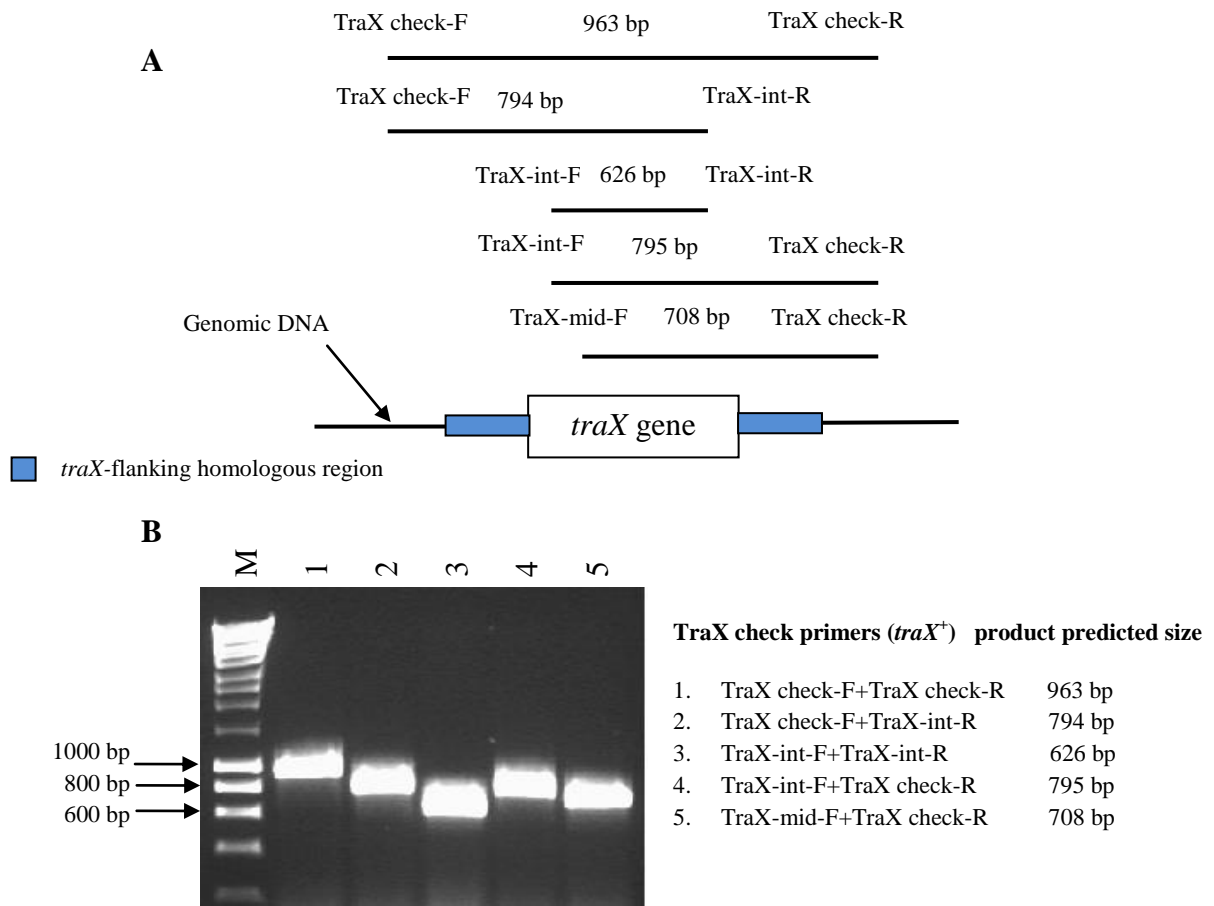 TraX check-F 963 bp TraX check-R
A
TraX check-F 794 bp TraX-int-R
TraX-int-F 626 bp TraX-int-R
TraX-int-F 795 bp TraX check-R
TraX-mid-F 708 bp TraX check-R
Genomic DNA
traX gene
traX-flanking homologous region
B
M 1 2 3 4 5
1000 bp
800 bp
600 bp
TraX check primers (traX⁺) product predicted size
1. TraX check-F+TraX check-R 963 bp
2. TraX check-F+TraX-int-R 794 bp
3. TraX-int-F+TraX-int-R 626 bp
4. TraX-int-F+TraX check-R 795 bp
5. TraX-mid-F+TraX check-R 708 bp